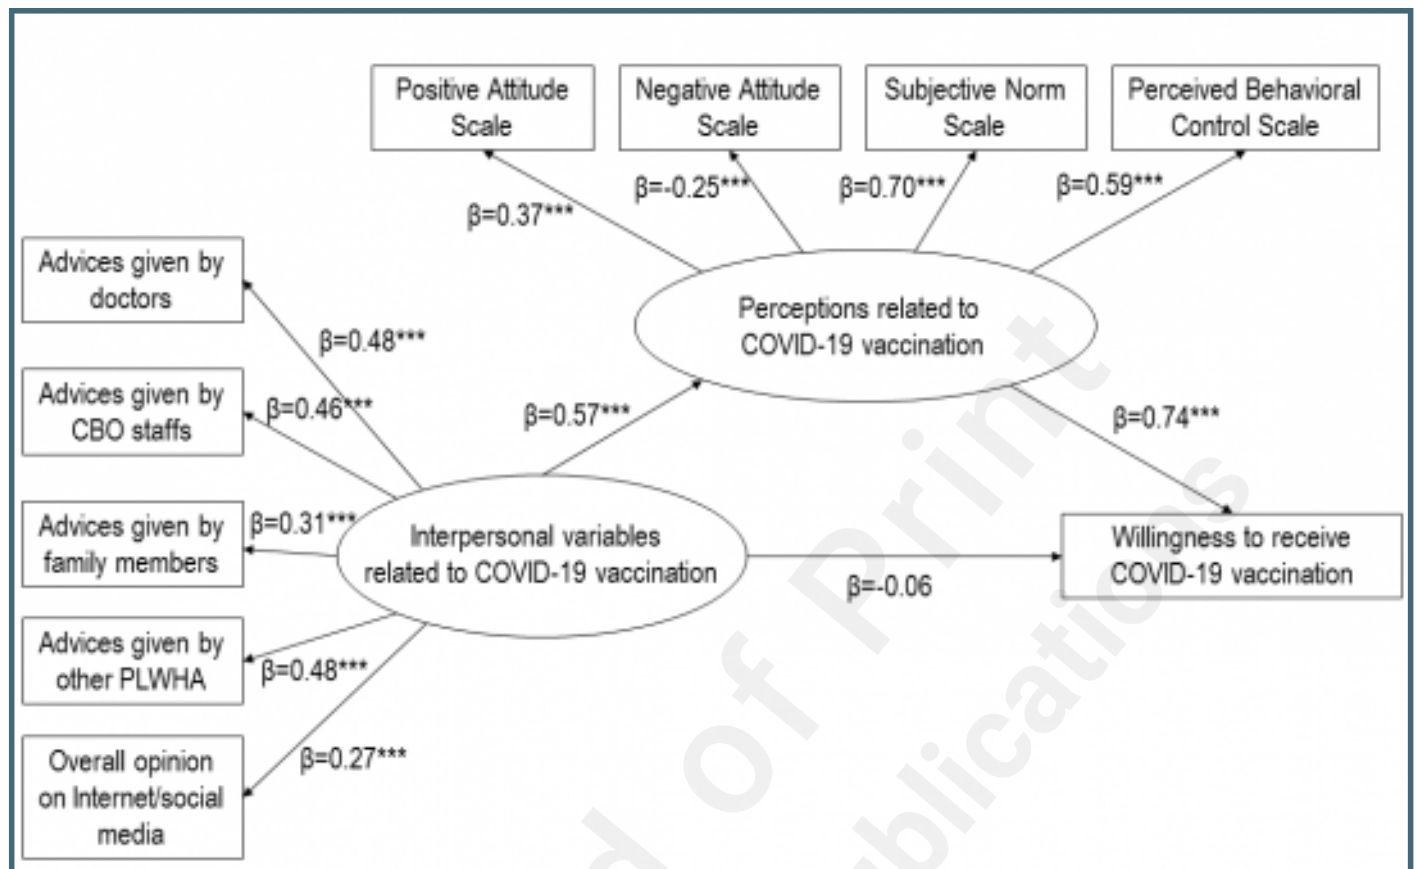 Positive Attitude
Scale
Negative Attitude
Scale
Subjective Norm
Scale
Perceived Behavioral
Control Scale
β=0.37***
β=-0.25***
β=0.70***
β=0.59***
Perceptions related to
COVID-19 vaccination
Advices given by
doctors
β=0.48***
Advices given by
CBO staffs
β=0.46***
β=0.57***
β=0.74***
Advices given by
family members
β=0.31***
Interpersonal variables
related to COVID-19 vaccination
β=-0.06
Willingness to receive
COVID-19 vaccination
Advices given by
other PLWHA
β=0.48***
Overall opinion
on Internet/social
media
β=0.27***
of Print